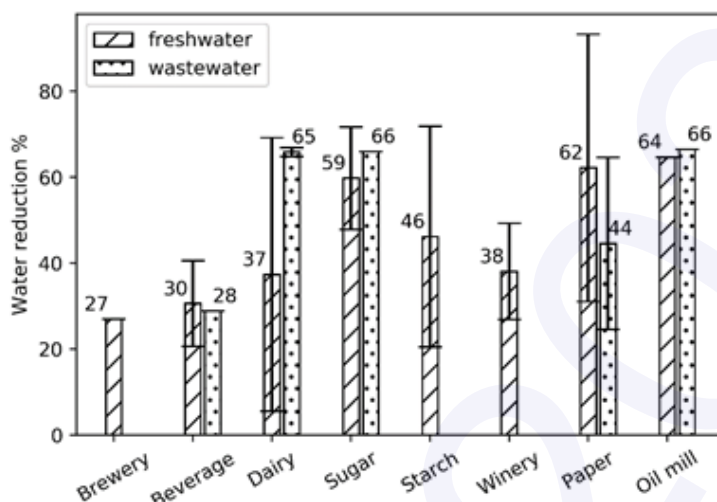 freshwater
wastewater
Water reduction %
80
60
40
20
0
27
30
28
37
65
59
66
46
38
62
44
64
66
Brewery
Beverage
Dairy
Sugar
Starch
Winery
Paper
Oil mill